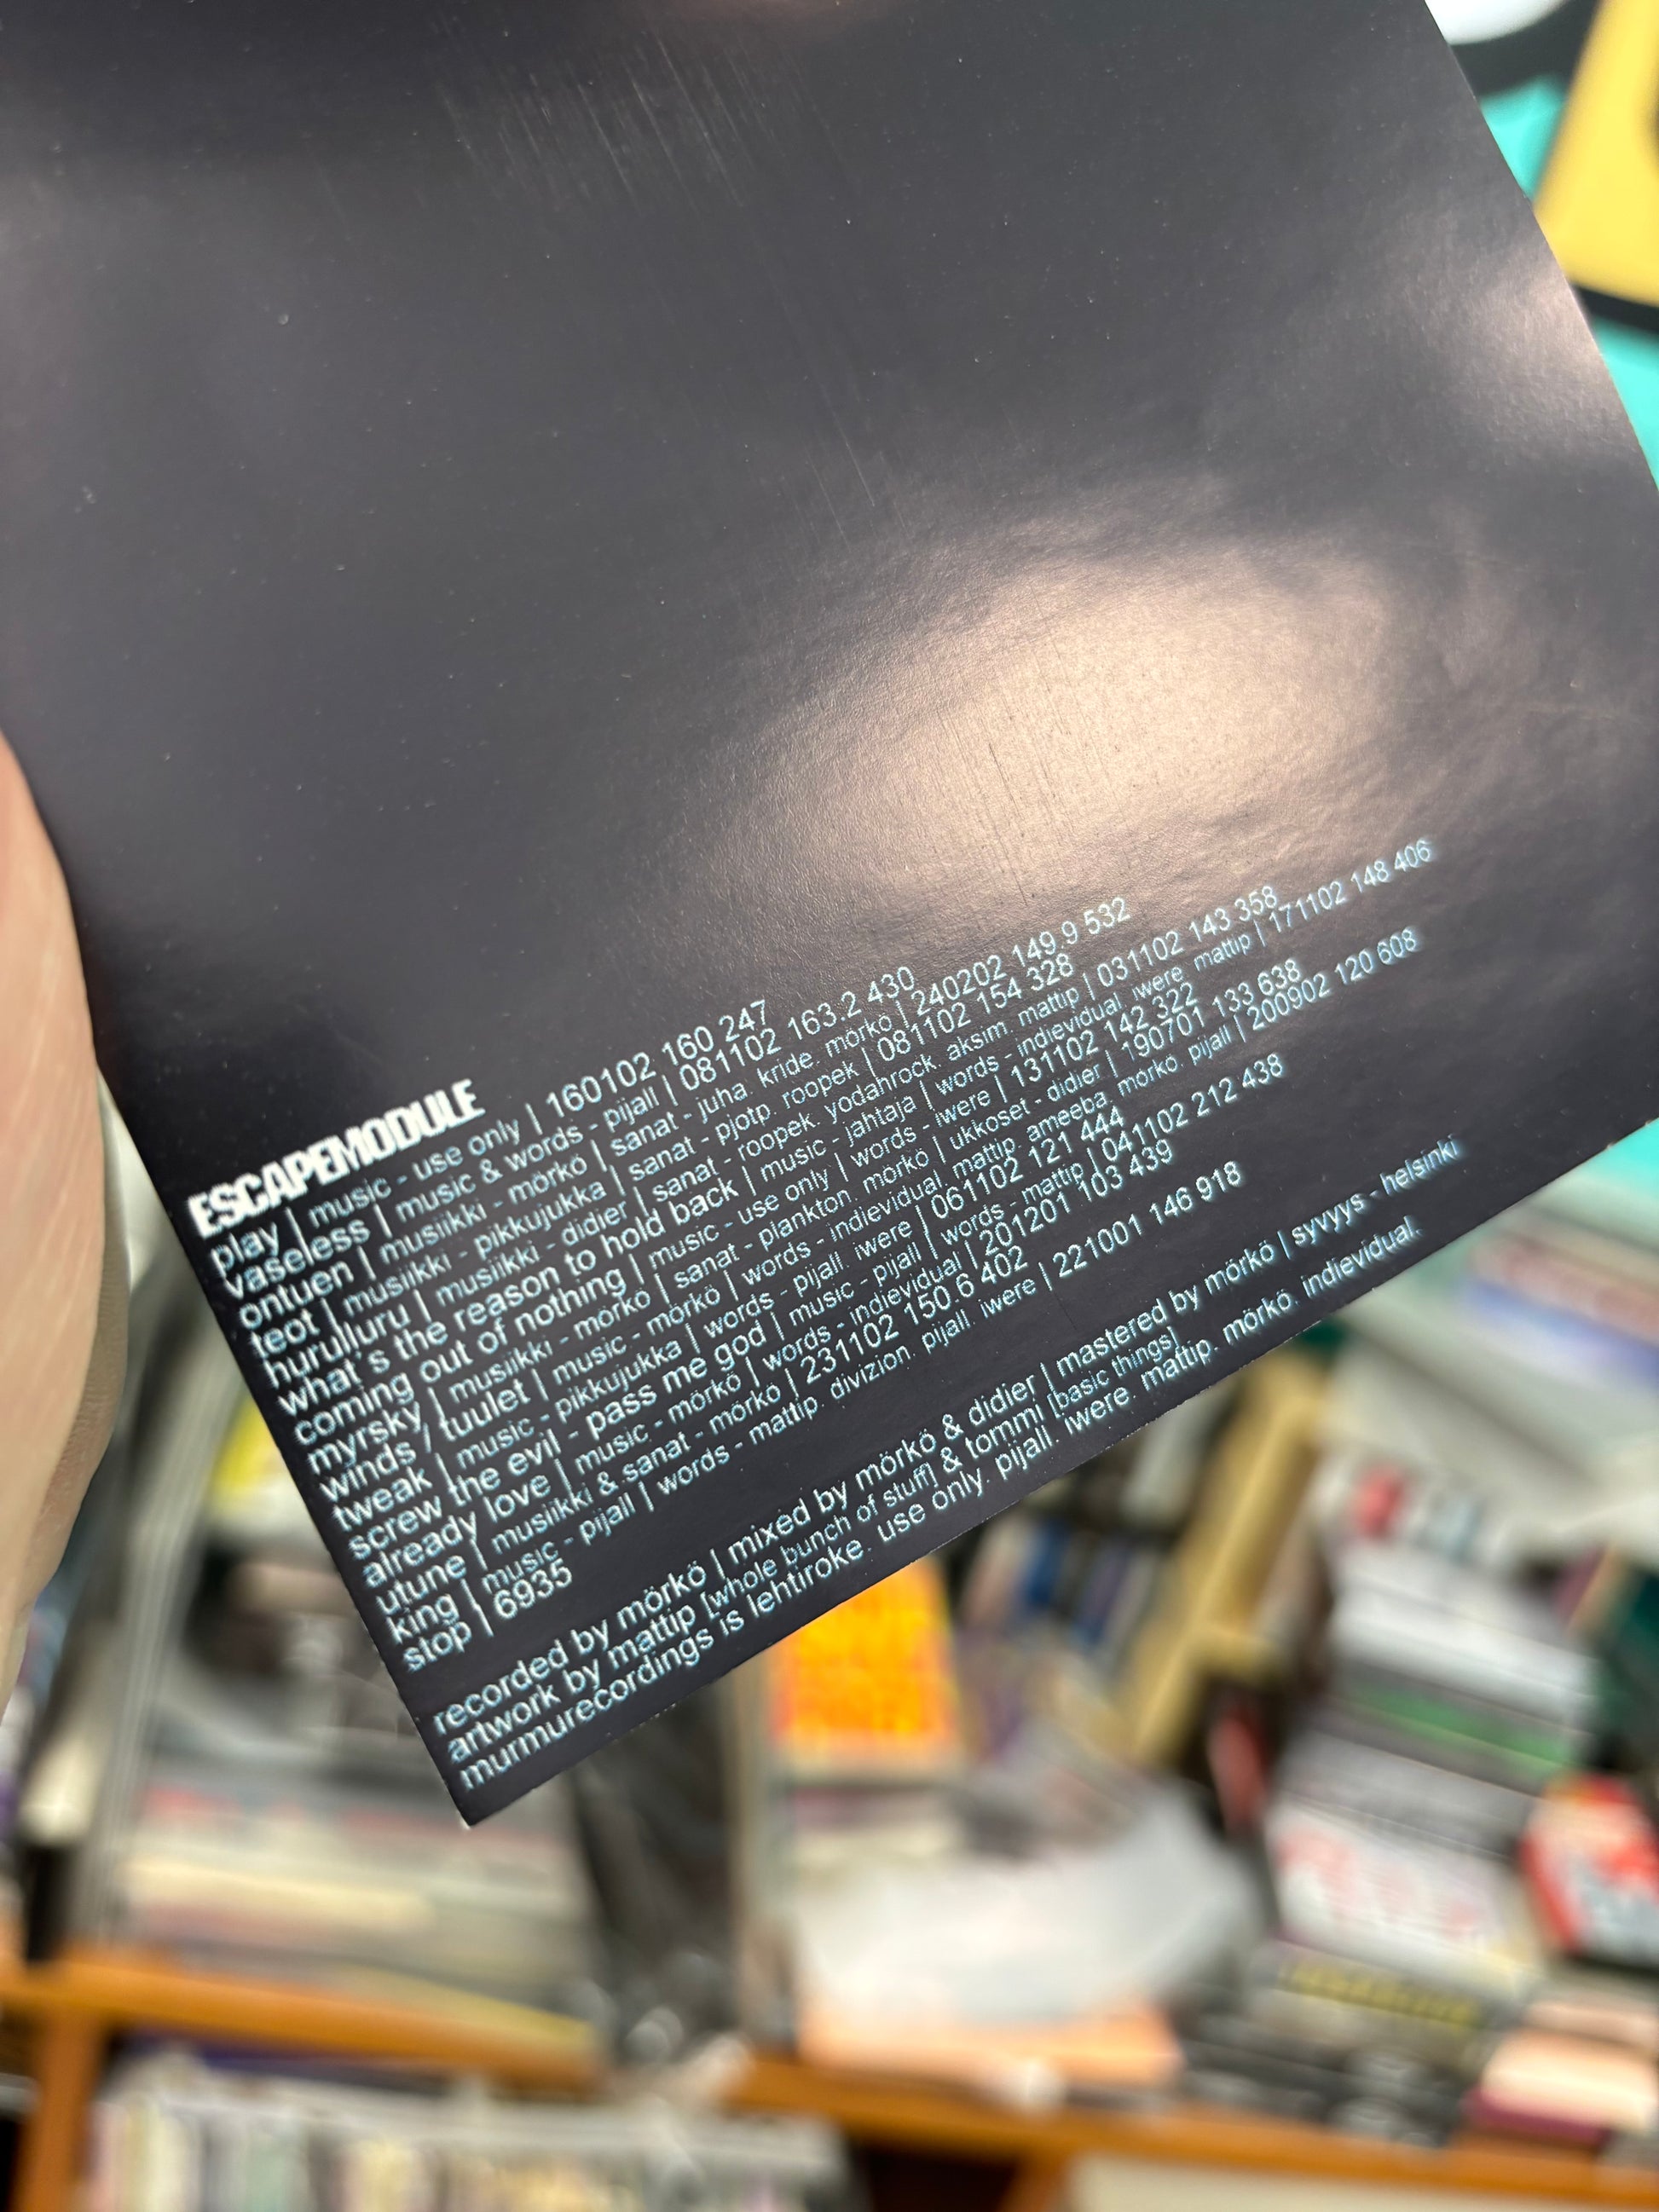 ESCAPEMODULE
play | music - use only | 160102 160 247
vaseless | music & words - pijall | 081102 163.2 430
ontuen | musiikki - mörkö | sanat - juha. kride. mörkö | 240202 149.9 532
teot | musiikki - pikkujukka | sanat - pjotp. roopek | 081102 154 328
hurulluru | musiikki - didier | sanat - roopek. yodahrock. aksim. mattip | 031102 143 358
what's the reason to hold back | music - jahtaja | words - indievidual. iwere. mattip | 171102 148 406
coming out of nothing | music - use only | words - iwere | 131102 142 322
myrsky | musiikki - mörkö | sanat - plankton. mörkö | ukkoset - didier | 190701 133 638
winds / tuulet | music - mörkö | words - indievidual. mattip. ameeba. mörkö. pijall | 200902 120 608
tweak | music - pikkujukka | words - pijall. iwere | 061102 121 444
screw the evil - pass me god | music - pijall | words - mattip | 041102 212 438
already love | music - mörkö | words - indievidual | 201201 103 439
utune | musiikki & sanat - mörkö | 231102 150.6 402
king | music - pijall | words - mattip. divizion. pijall. iwere | 221001 146 918
stop | 6935
recorded by mörkö | mixed by mörkö & didier | mastered by mörkö | syvyys - helsinki
artwork by mattip [whole bunch of stuff] & tommi [basic things]
murmurecordings is lehtiroke. use only. pijall. iwere. mattip. mörkö. indievidual.